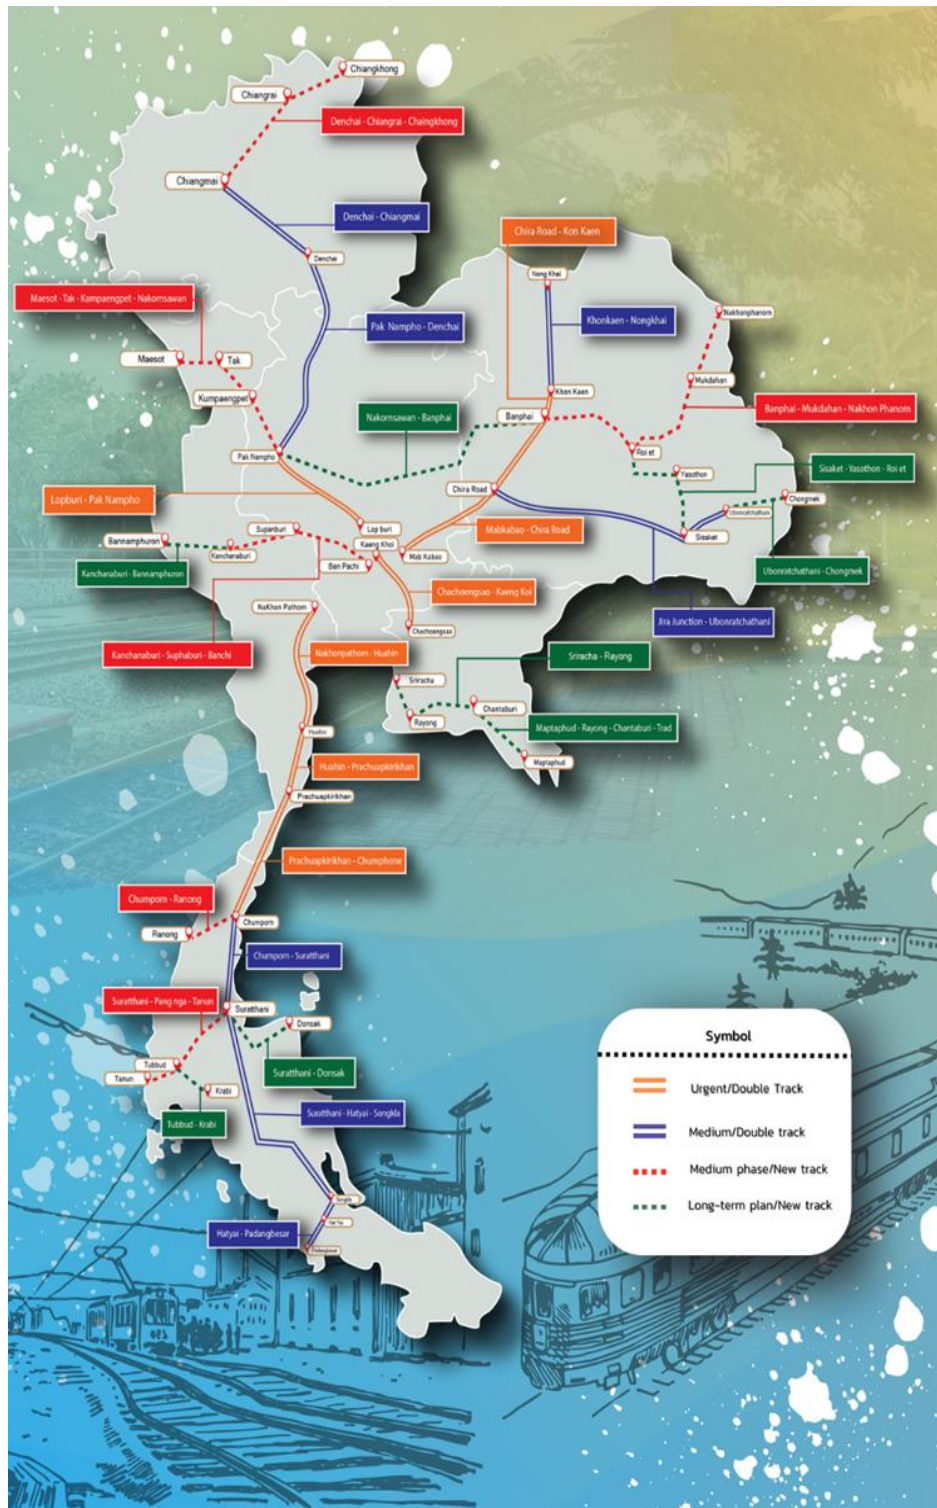 Chiangkhong
Chiangrai
Denchai - Chiangrai - Chaingkhong
Chiangmai
Denchai - Chiangmai
Chira Road - Kon Kaen
Denchai
Nong Khai
Maesot - Tak - Kampaengpet - Nakornsawan
Nakhonphanom
Pak Nampho - Denchai
Khonkaen - Nongkhai
Maesot
Tak
Mukdahan
Kumpaengpet
Khon Kaen
Nakornsawan - Banphai
Banphai
Banphai - Mukdahan - Nakhon Phanom
Pak Nampho
Roi et
Sisaket - Yasothon - Roi et
Yasothon
Chira Road
Lopburi - Pak Nampho
Chongmek
Ubonratchathani
Lop buri
Mabkabao - Chira Road
Supanburi
Bannamphuron
Sisaket
Kaeng Khoi
Kanchanaburi
Mab Kabao
Ban Pachi
Kanchanaburi - Bannamphuron
Ubonratchathani - Chongmek
Chachoengsao - Kaeng Koi
NaKhon Pathom
Jira Junction - Ubonratchathani
Chachoengsao
Kanchanaburi - Suphaburi - Banchi
Nakhonpathom - Huahin
Sriracha - Rayong
Sriracha
Chantaburi
Rayong
Maptaphud - Rayong - Chantaburi - Trad
Huahin
Huahin - Prachuapkirikhan
Maptaphud
Prachuapkirikhan
Prachuapkirikhan - Chumphone
Chumporn - Ranong
Chunporn
Ranong
Chumporn - Suratthani
Suratthani - Pang nga - Tanun
Suratthani
Donsak
Symbol
Tubbud
Suratthani - Donsak
Tanun
Krabi
Urgent/Double Track
Tubbud - Krabi
Suratthani - Hatyai - Songkla
Medium/Double track
Medium phase/New track
Songkla
Long-term plan/New track
Hat Yai
Hatyai - Padangbesar
Padangbesar